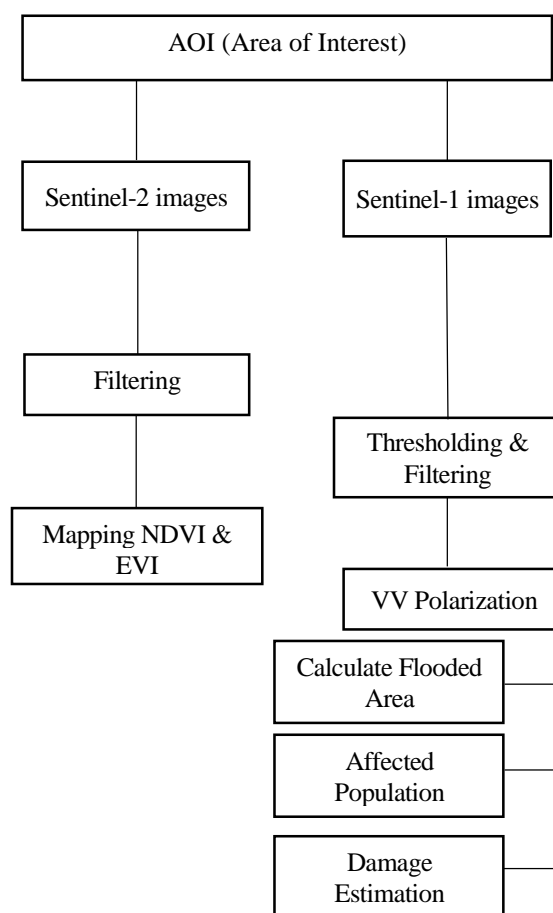 AOI (Area of Interest)
Sentinel-2 images
Sentinel-1 images
Filtering
Thresholding &
Filtering
Mapping NDVI &
EVI
VV Polarization
Calculate Flooded
Area
Affected
Population
Damage
Estimation